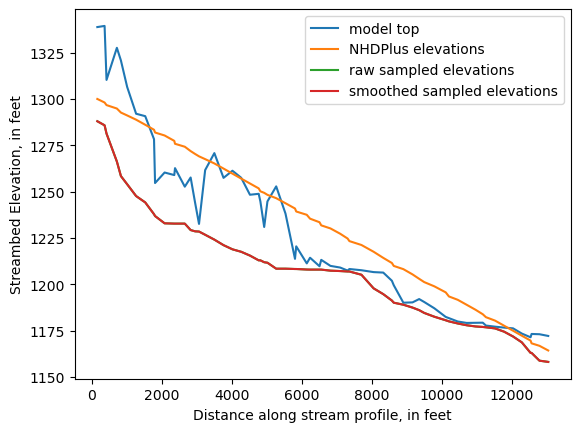 model top
NHDPlus elevations
raw sampled elevations
smoothed sampled elevations
Streambed Elevation, in feet
1325
1300
1275
1250
1225
1200
1175
1150
0 2000 4000 6000 8000 10000 12000
Distance along stream profile, in feet